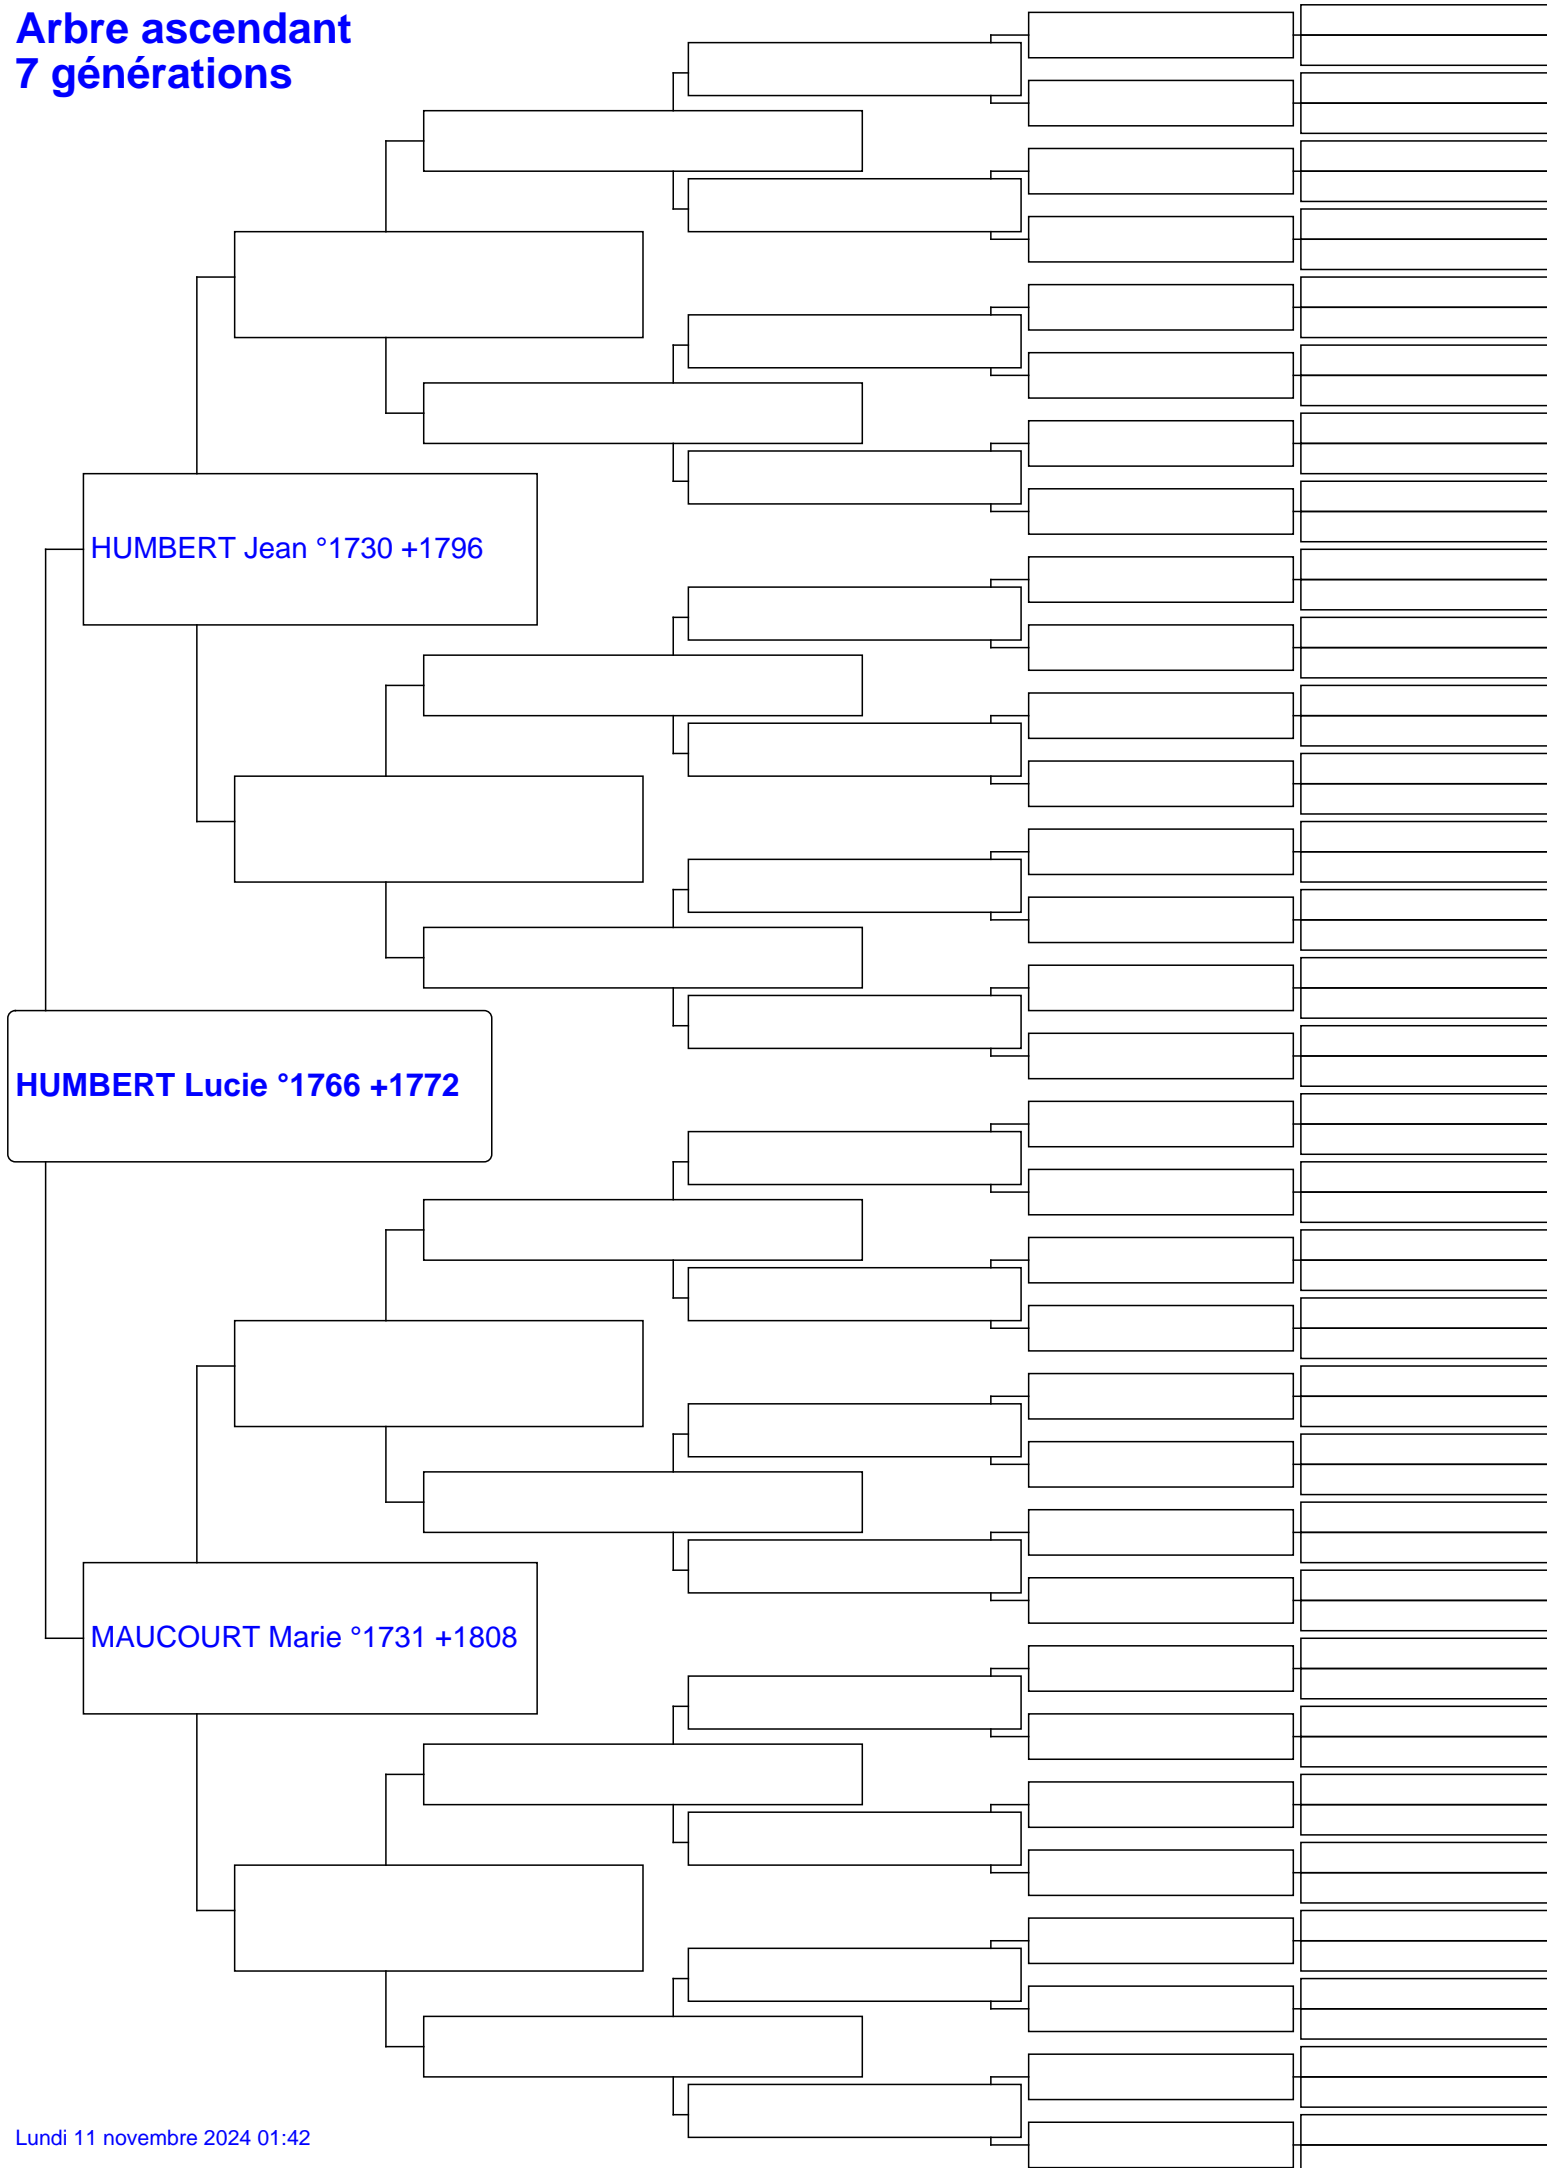 Arbre ascendant
7 générations
HUMBERT Jean °1730 +1796
HUMBERT Lucie °1766 +1772
MAUCOURT Marie °1731 +1808
Lundi 11 novembre 2024 01:42